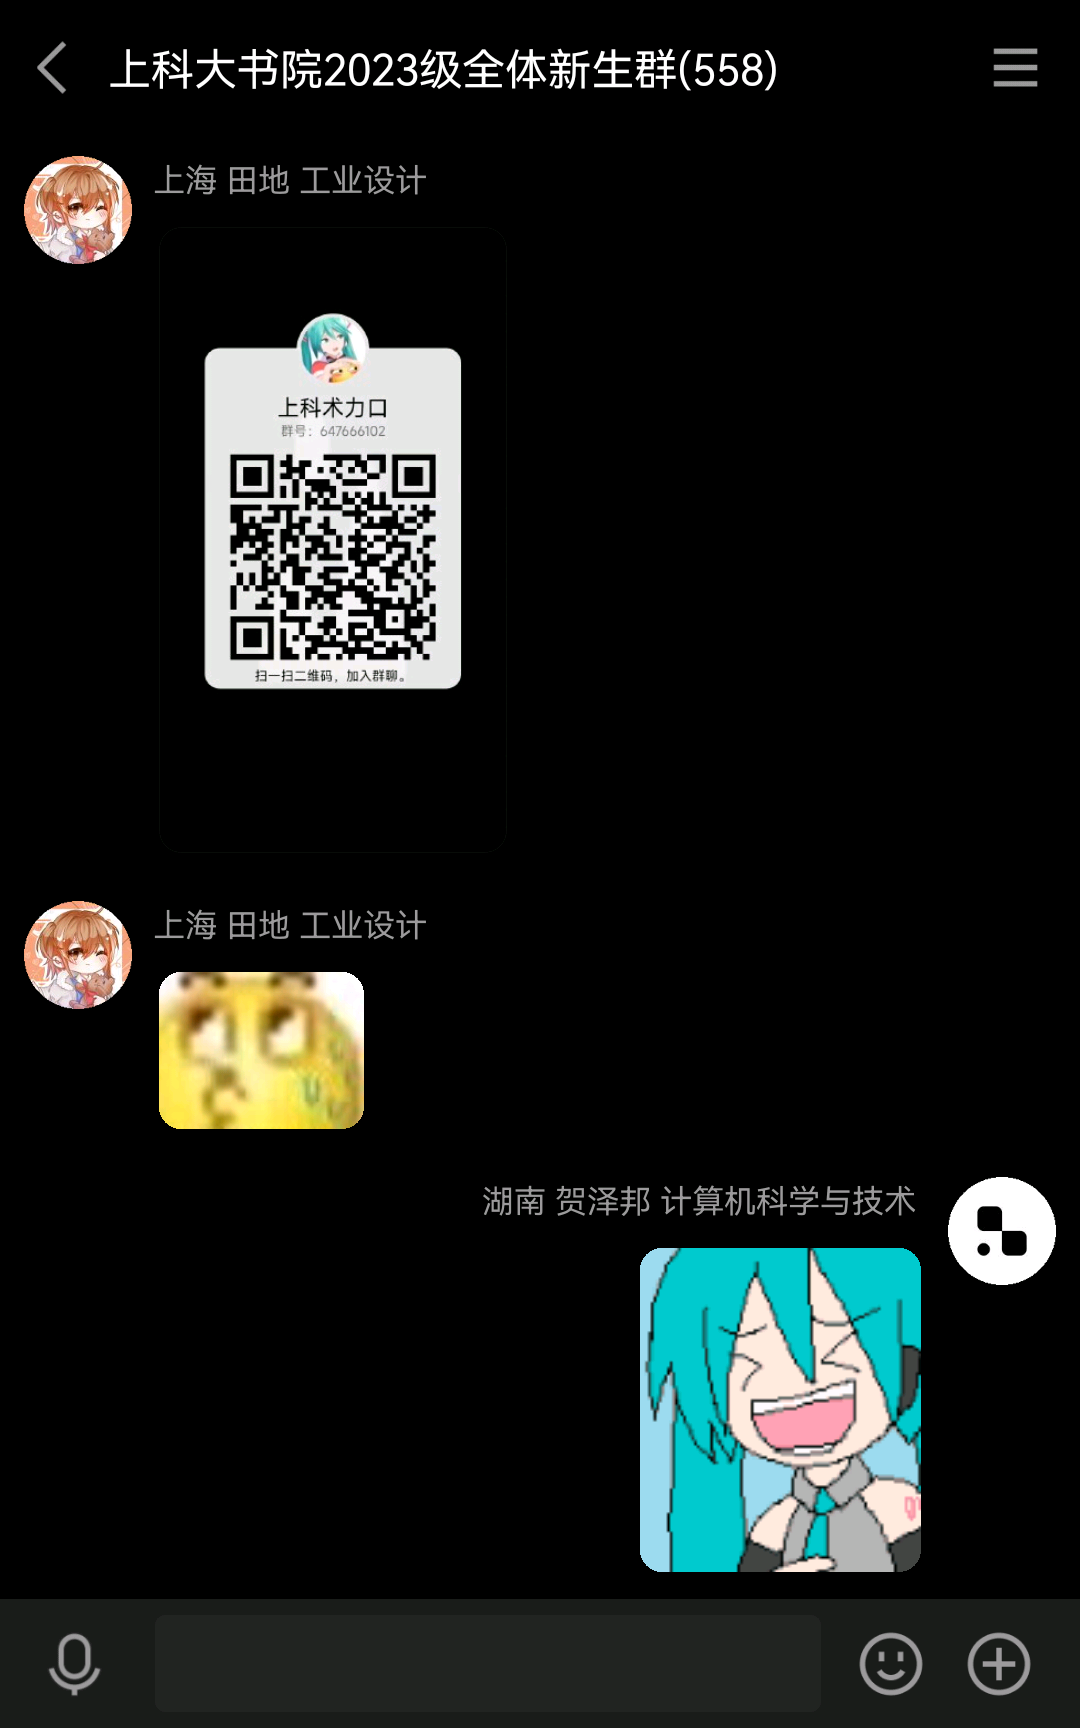 上科大书院2023级全体新生群(558)
上海 田地 工业设计
上科术力口
群号：647666102
扫一扫二维码，加入群聊。
上海 田地 工业设计
湖南 贺泽邦 计算机科学与技术